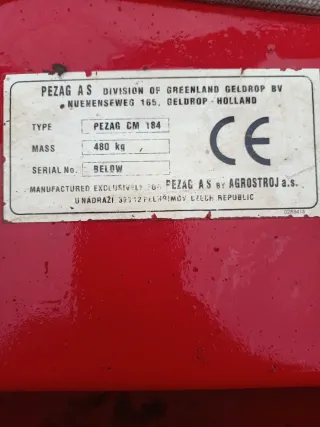 PEZAG A S DIVISION OF GREENLAND GELDROP BV
NUENENSEWEG 165, GELDROP - HOLLAND
TYPE PEZAG CM 184
MASS 480 kg
SERIAL No. BELOW
CE
MANUFACTURED EXCLUSIVELY FOR PEZAG A S BY AGROSTROJ a.s.
U NADRAŽI CZECH REPUBLIC